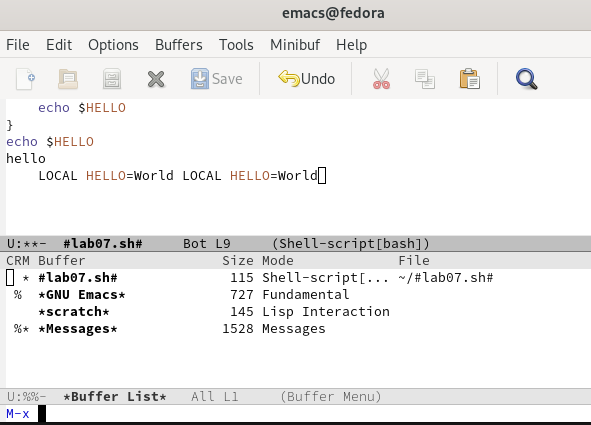 emacs@fedora
File Edit Options Buffers Tools Minibuf Help
Save Undo
    echo $HELLO
}
echo $HELLO
hello
    LOCAL HELLO=World LOCAL HELLO=World
U:**-  #lab07.sh#     Bot L9     (Shell-script[bash])
CRM Buffer                Size Mode             File
  * #lab07.sh#             115 Shell-script[... ~/#lab07.sh#
 %  *GNU Emacs*            727 Fundamental
    *scratch*              145 Lisp Interaction
 %* *Messages*            1528 Messages
U:%%-  *Buffer List*   All L1     (Buffer Menu)
M-x